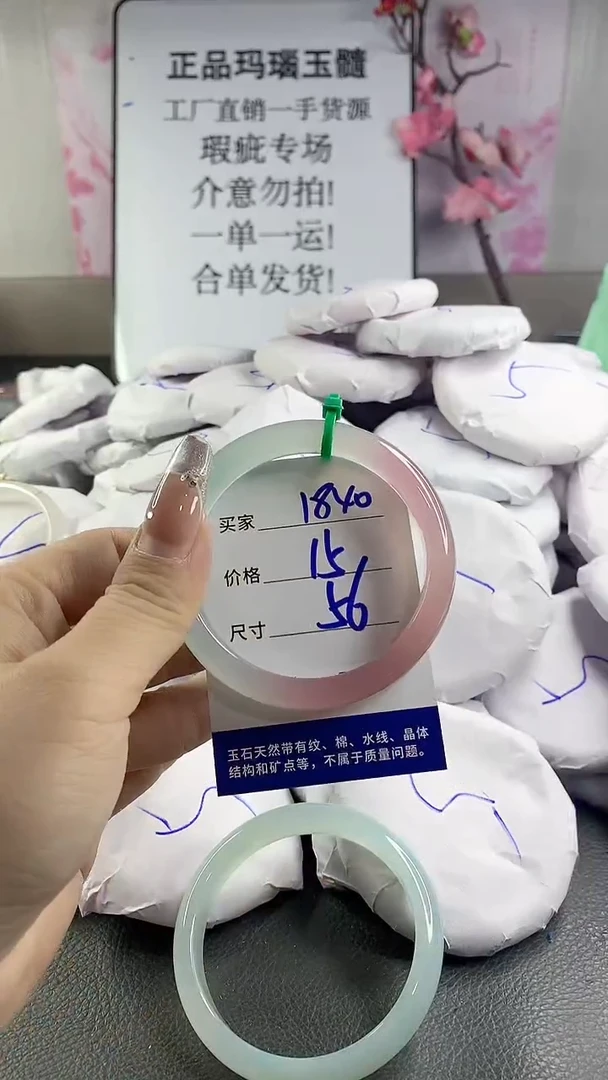 正品玛瑙玉髓
工厂直销一手货源
瑕疵专场
介意勿拍!
一单一运!
合单发货!
买家 1840
价格 15
尺寸 56
玉石天然带有纹、棉、水线、晶体
结构和矿点等，不属于质量问题。
5